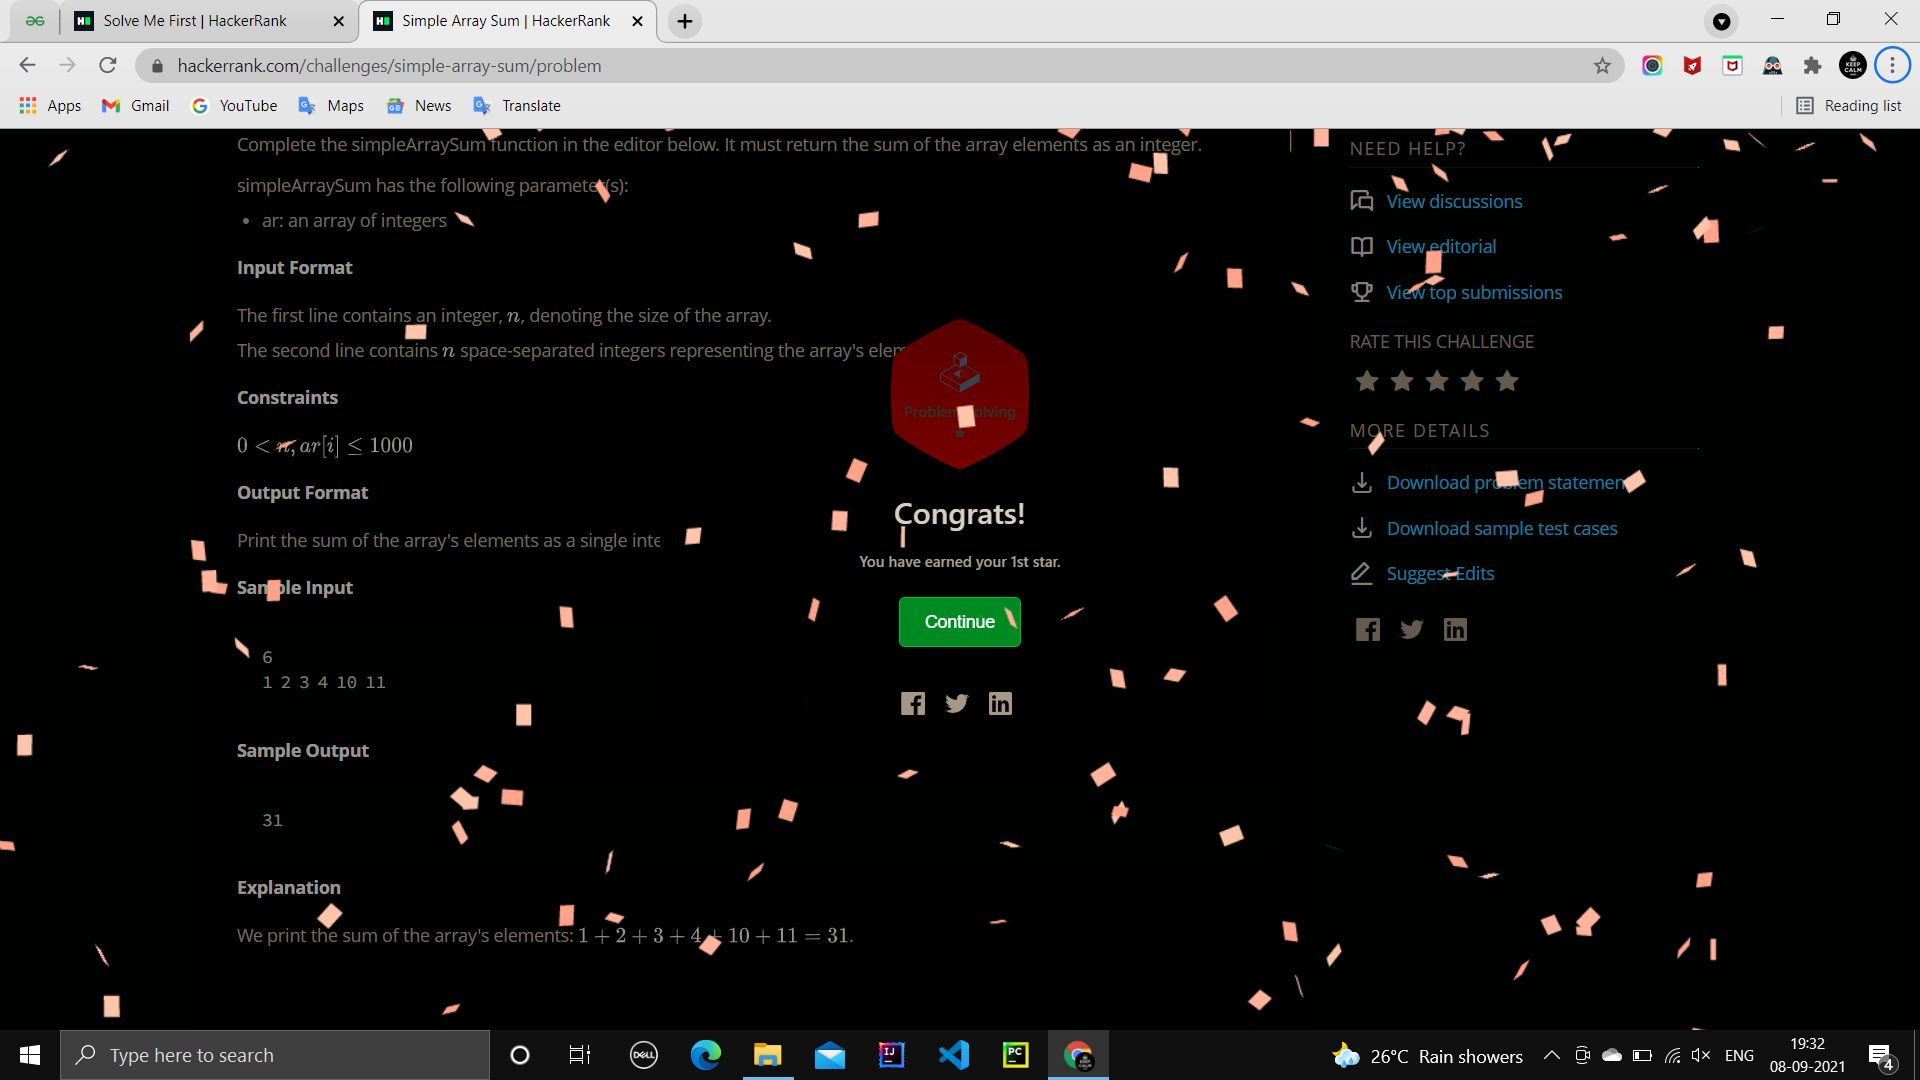 Solve Me First | HackerRank
Simple Array Sum | HackerRank
hackerrank.com/challenges/simple-array-sum/problem
Apps
Gmail
YouTube
Maps
News
Translate
Reading list
Complete the simpleArraySum function in the editor below. It must return the sum of the array elements as an integer.
simpleArraySum has the following parameter(s):
• ar: an array of integers
Input Format
The first line contains an integer, n, denoting the size of the array.
The second line contains n space-separated integers representing the array's elem
Constraints
0 < n, ar[i] ≤ 1000
Output Format
Print the sum of the array's elements as a single inte
Sample Input
6
1 2 3 4 10 11
Sample Output
31
Explanation
We print the sum of the array's elements: 1 + 2 + 3 + 4 + 10 + 11 = 31.
Problem Solving
Congrats!
You have earned your 1st star.
Continue
NEED HELP?
View discussions
View editorial
View top submissions
RATE THIS CHALLENGE
MORE DETAILS
Download problem statement
Download sample test cases
Suggest Edits
Type here to search
DELL
IJ
PC
26°C Rain showers
ENG
19:32
08-09-2021
4